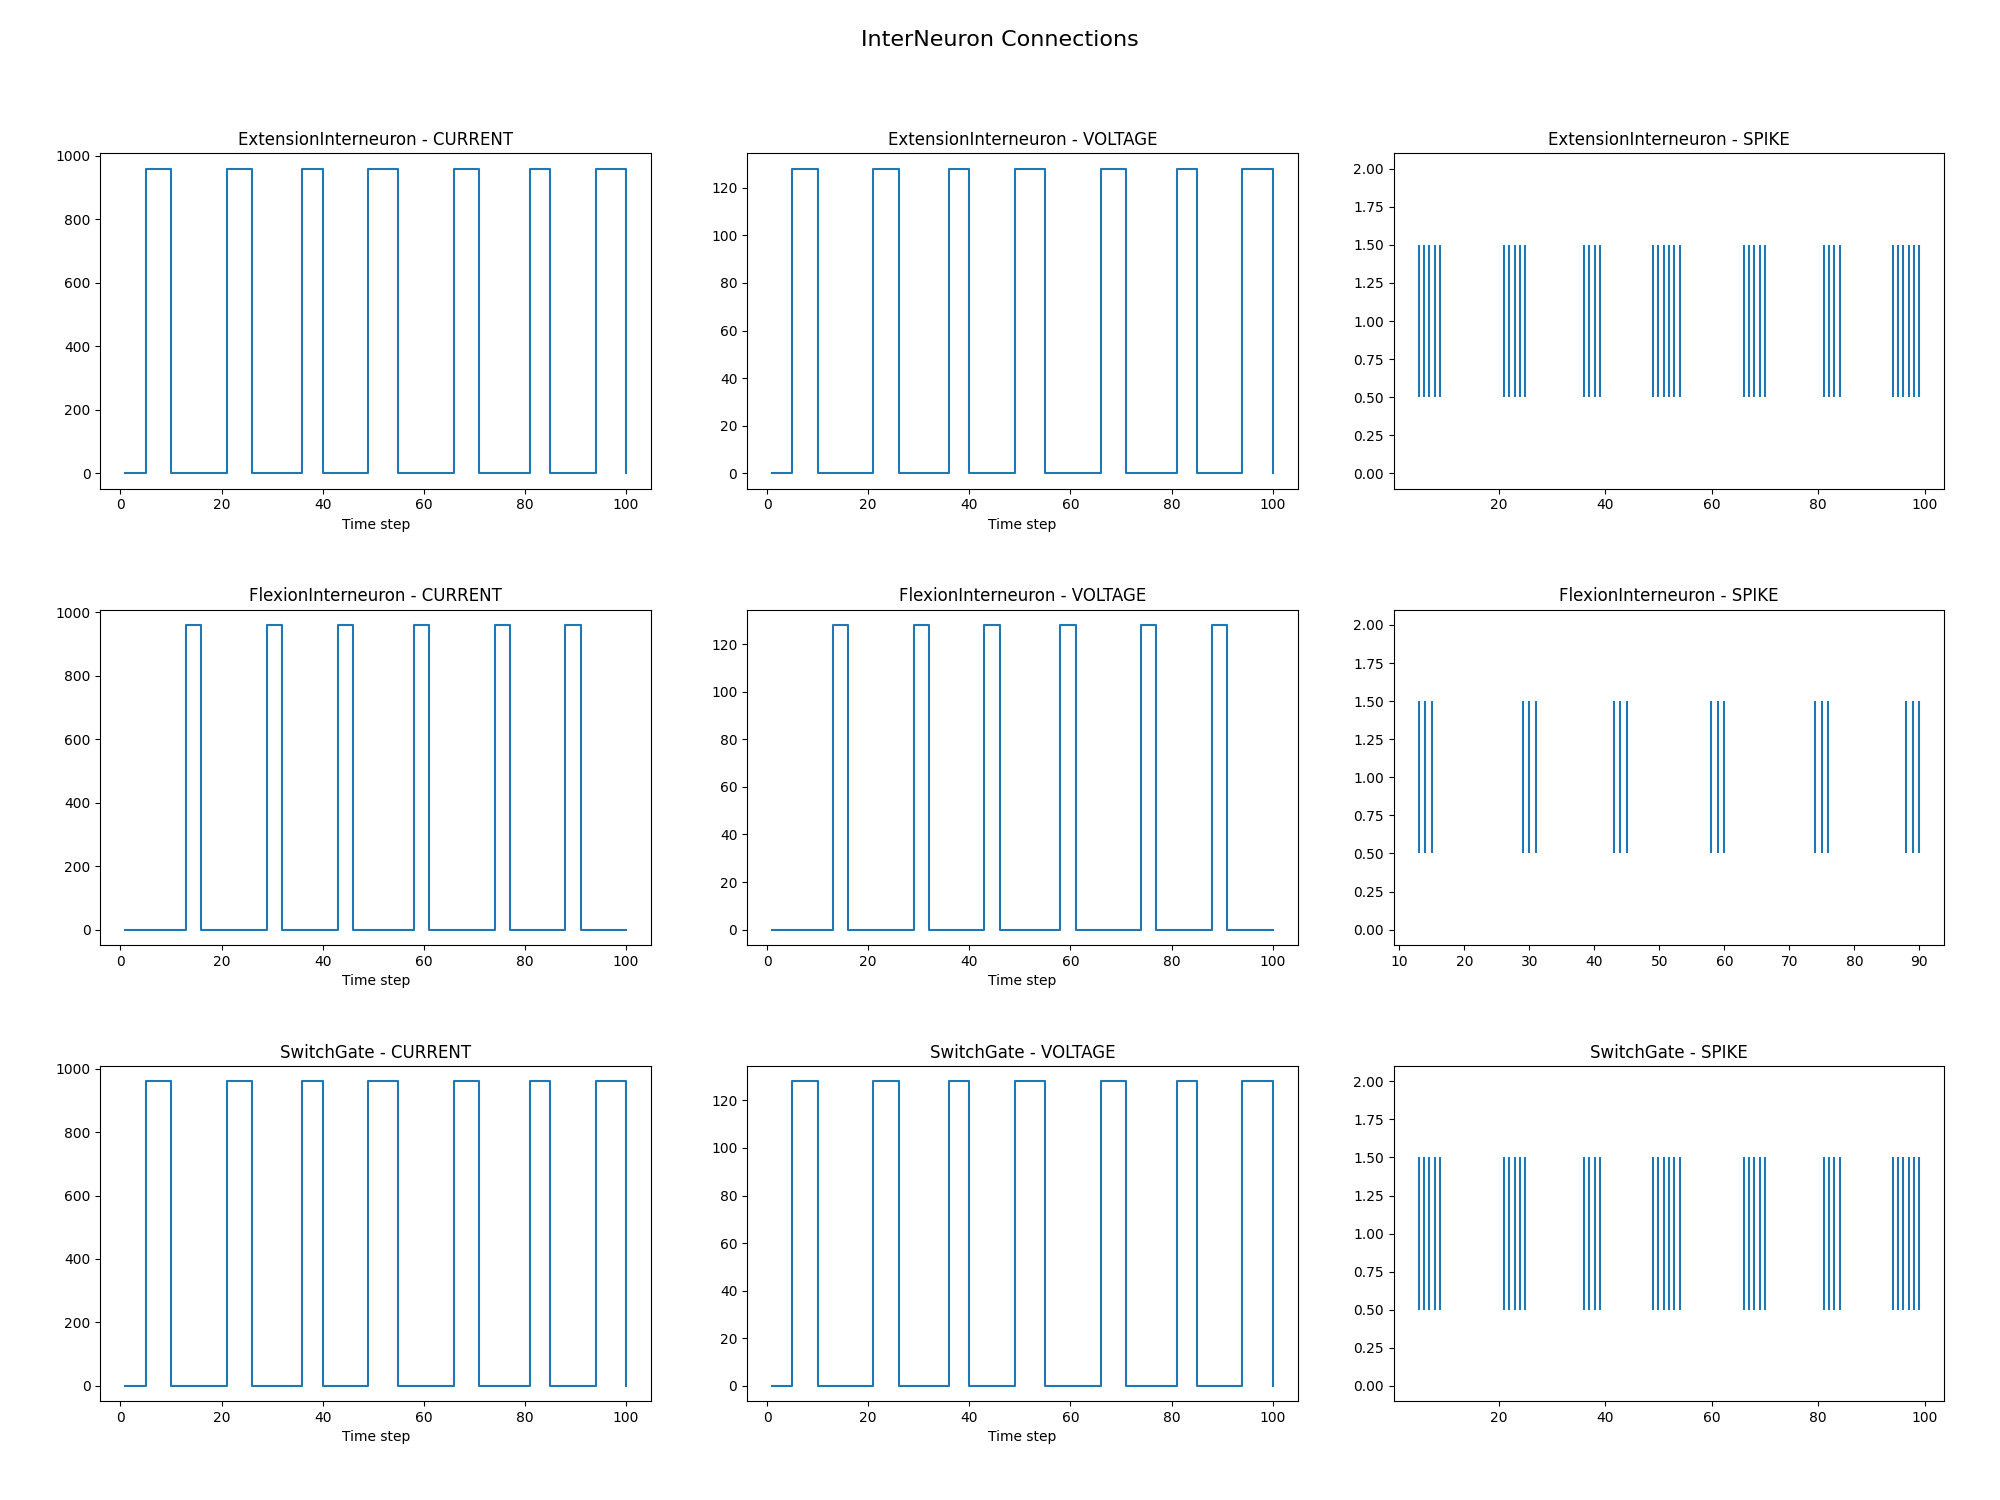 InterNeuron Connections
ExtensionInterneuron - CURRENT
1000
800
600
400
200
0
0 20 40 60 80 100
Time step
ExtensionInterneuron - VOLTAGE
120
100
80
60
40
20
0
0 20 40 60 80 100
Time step
ExtensionInterneuron - SPIKE
2.00
1.75
1.50
1.25
1.00
0.75
0.50
0.25
0.00
20 40 60 80 100
FlexionInterneuron - CURRENT
1000
800
600
400
200
0
0 20 40 60 80 100
Time step
FlexionInterneuron - VOLTAGE
120
100
80
60
40
20
0
0 20 40 60 80 100
Time step
FlexionInterneuron - SPIKE
2.00
1.75
1.50
1.25
1.00
0.75
0.50
0.25
0.00
10 20 30 40 50 60 70 80 90
SwitchGate - CURRENT
1000
800
600
400
200
0
0 20 40 60 80 100
Time step
SwitchGate - VOLTAGE
120
100
80
60
40
20
0
0 20 40 60 80 100
Time step
SwitchGate - SPIKE
2.00
1.75
1.50
1.25
1.00
0.75
0.50
0.25
0.00
20 40 60 80 100